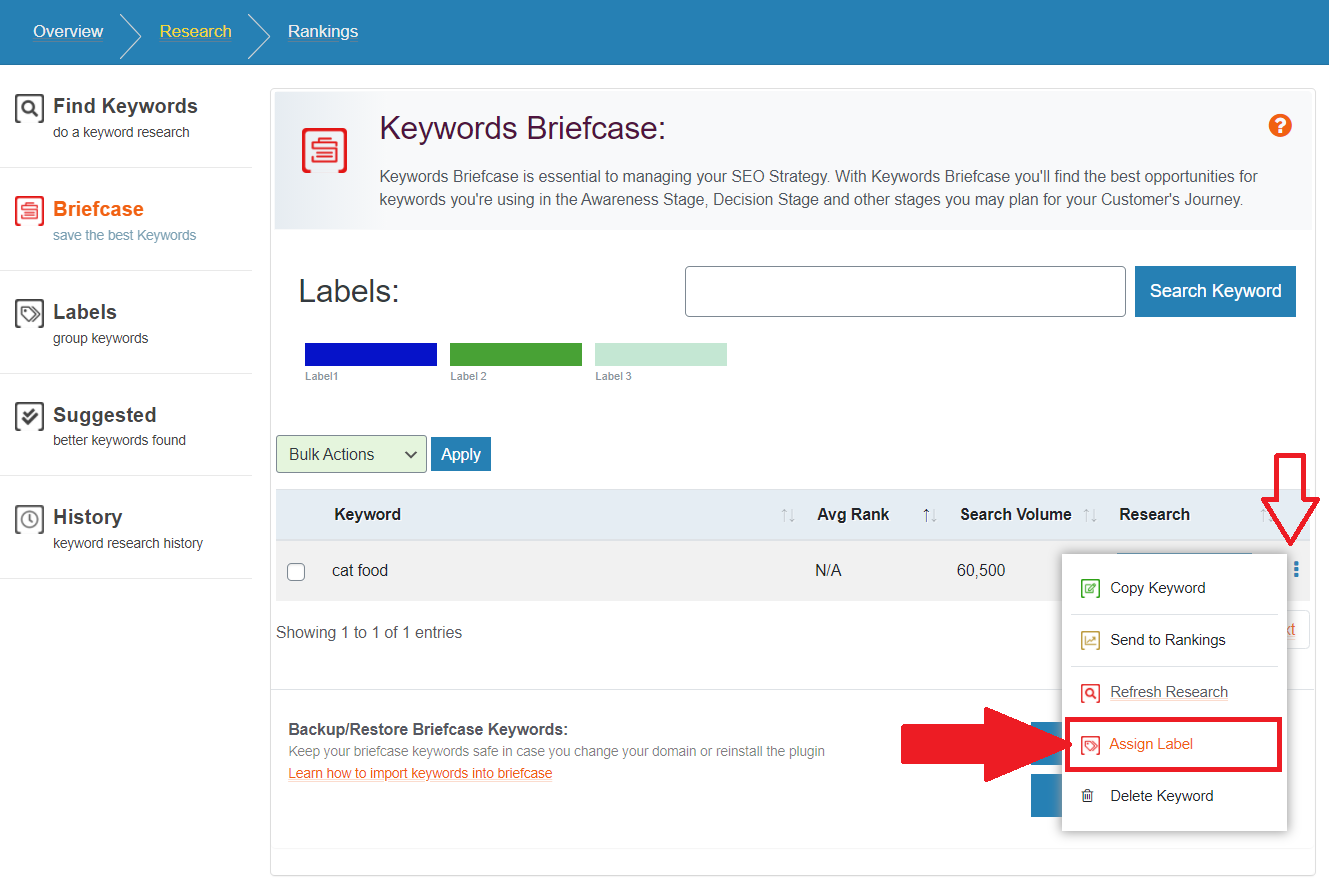 Overview
Research
Rankings
Find Keywords
do a keyword research
Briefcase
save the best Keywords
Labels
group keywords
Suggested
better keywords found
History
keyword research history
Keywords Briefcase:
?
Keywords Briefcase is essential to managing your SEO Strategy. With Keywords Briefcase you'll find the best opportunities for
keywords you're using in the Awareness Stage, Decision Stage and other stages you may plan for your Customer's Journey.
Labels:
Search Keyword
Label1
Label 2
Label 3
Bulk Actions
Apply
Keyword
Avg Rank
Search Volume
Research
cat food
N/A
60,500
Showing 1 to 1 of 1 entries
Copy Keyword
Send to Rankings
Refresh Research
Assign Label
Delete Keyword
Backup/Restore Briefcase Keywords:
Keep your briefcase keywords safe in case you change your domain or reinstall the plugin
Learn how to import keywords into briefcase